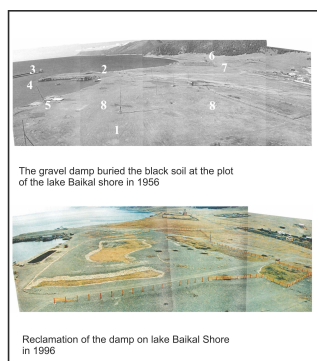 6
3 2 7
4
5 8 8
1
The gravel damp buried the black soil at the plot
of the lake Baikal shore in 1956
Reclamation of the damp on lake Baikal Shore
in 1996